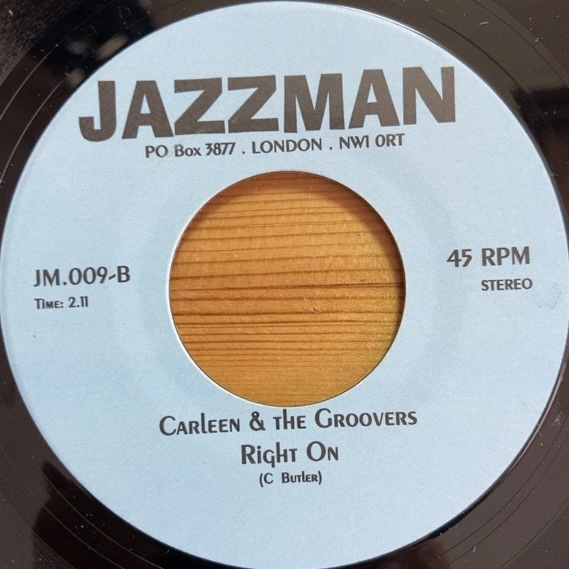 JAZZMAN
PO Box 3877 . LONDON . NW1 0RT
JM.009-B
Time: 2.11
45 RPM
STEREO
Carleen & the Groovers
Right On
(C Butler)